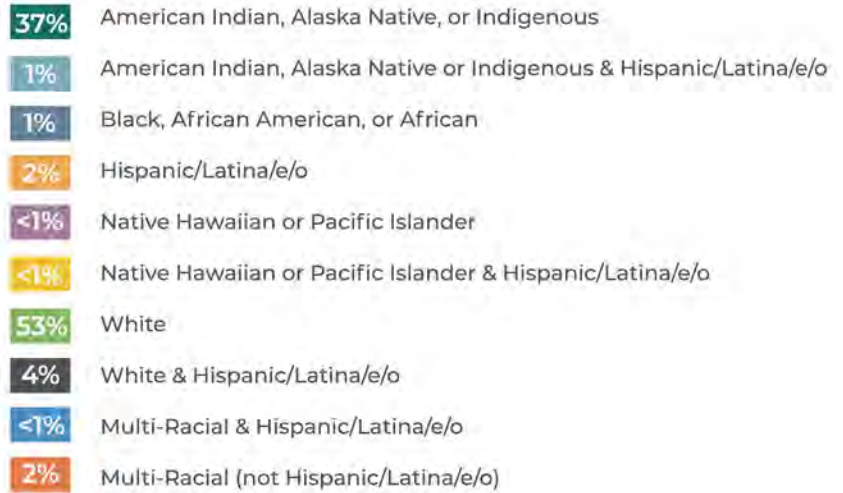 37% American Indian, Alaska Native, or Indigenous
1% American Indian, Alaska Native or Indigenous & Hispanic/Latina/e/o
1% Black, African American, or African
2% Hispanic/Latina/e/o
<1% Native Hawaiian or Pacific Islander
<1% Native Hawaiian or Pacific Islander & Hispanic/Latina/e/o
53% White
4% White & Hispanic/Latina/e/o
<1% Multi-Racial & Hispanic/Latina/e/o
2% Multi-Racial (not Hispanic/Latina/e/o)